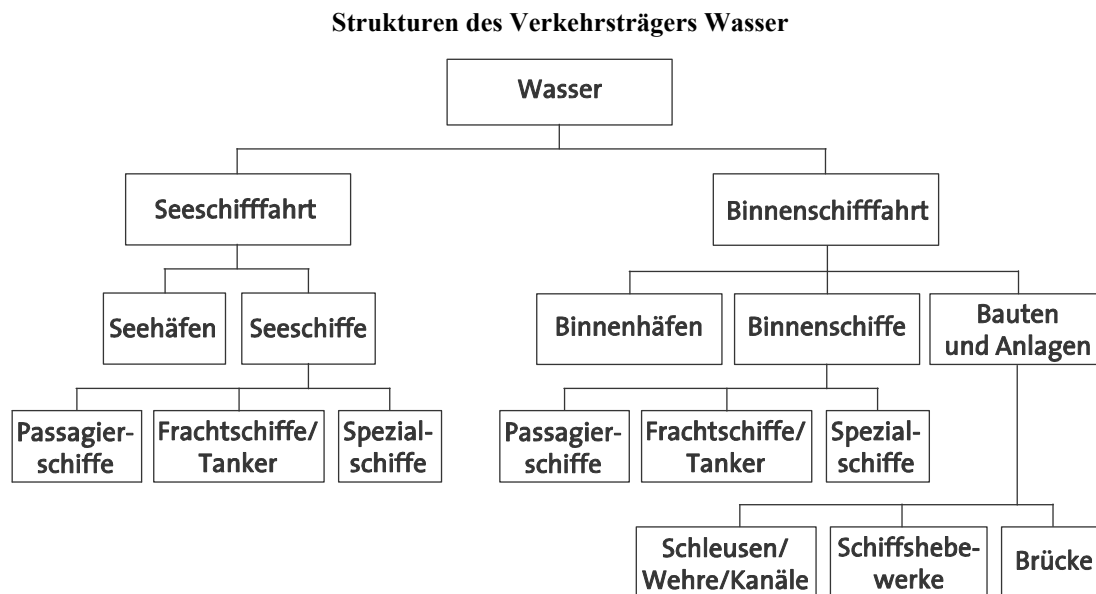 Strukturen des Verkehrsträgers Wasser
Wasser
Seeschifffahrt
Binnenschifffahrt
Seehäfen
Seeschiffe
Binnenhäfen
Binnenschiffe
Bauten
und Anlagen
Passagier-
schiffe
Frachtschiffe/
Tanker
Spezial-
schiffe
Passagier-
schiffe
Frachtschiffe/
Tanker
Spezial-
schiffe
Schleusen/
Wehre/Kanäle
Schiffshebe-
werke
Brücke